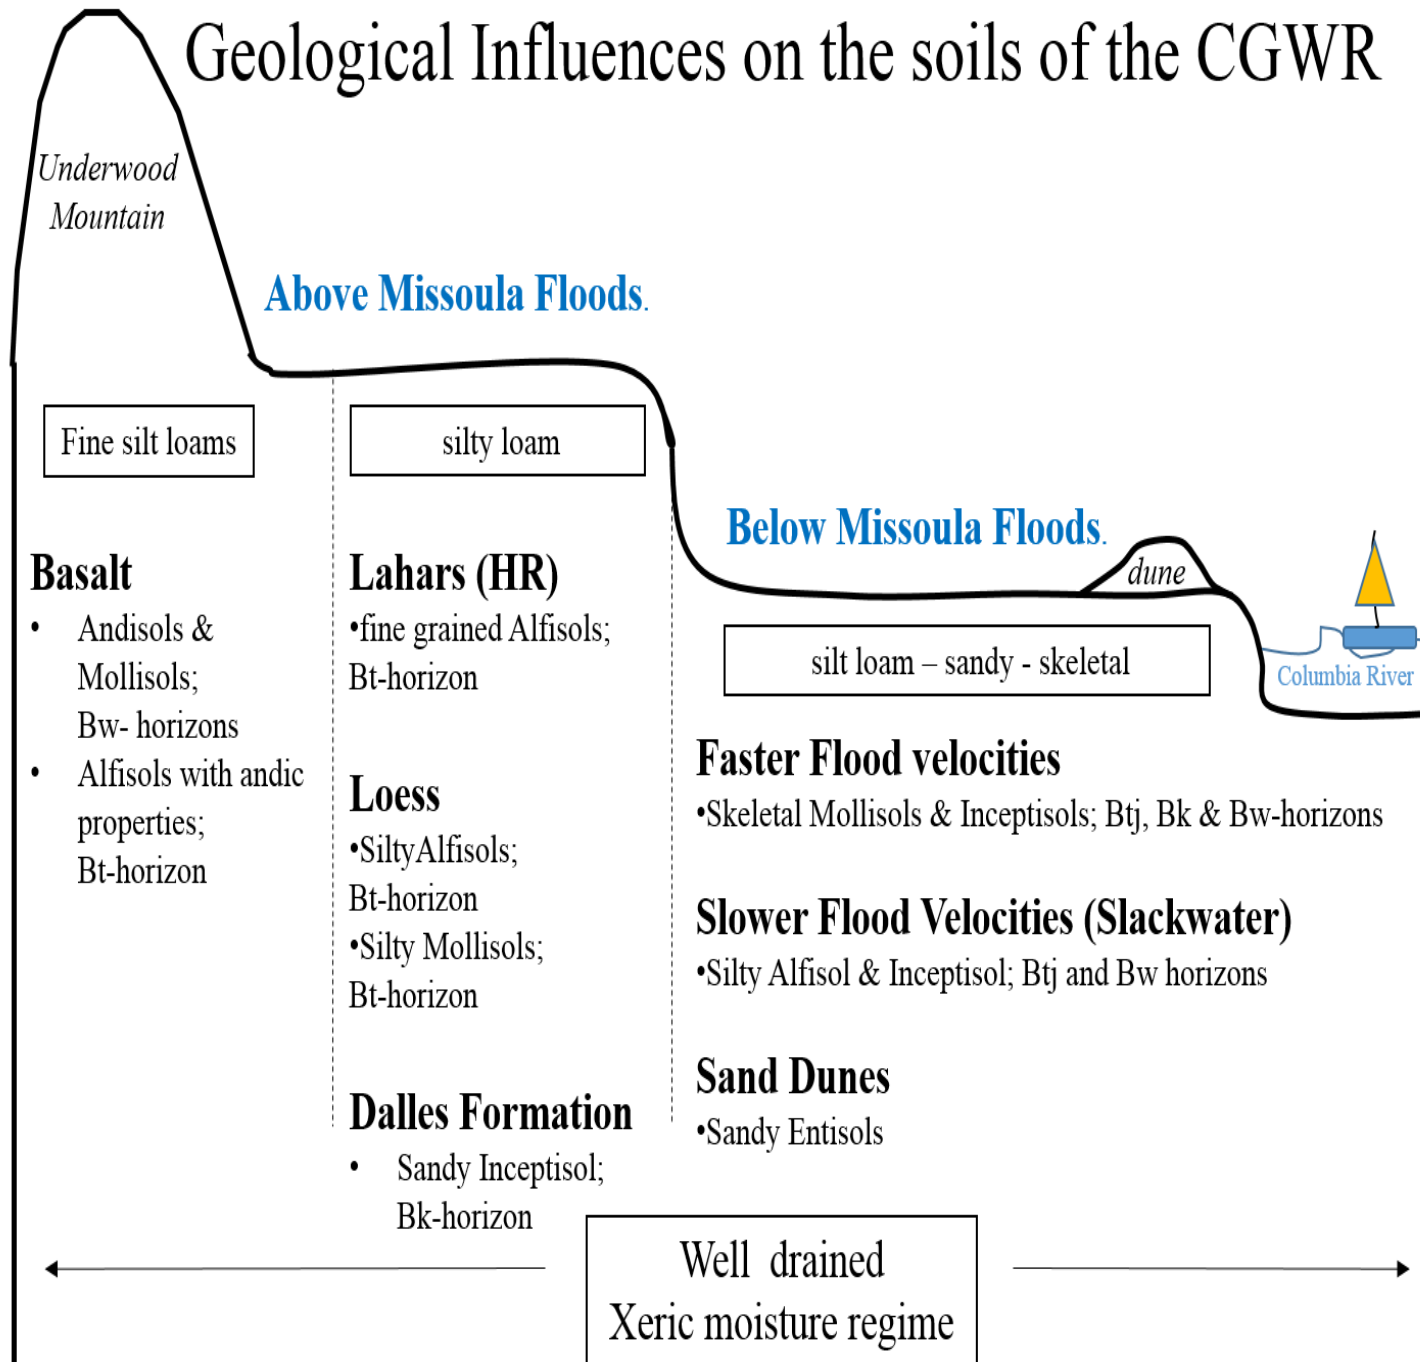 Geological Influences on the soils of the CGWR
Underwood
Mountain
Above Missoula Floods.
Fine silt loams
silty loam
Basalt
• Andisols &
Mollisols;
Bw- horizons
• Alfisols with andic
properties;
Bt-horizon
Lahars (HR)
•fine grained Alfisols;
Bt-horizon
Loess
•SiltyAlfisols;
Bt-horizon
•Silty Mollisols;
Bt-horizon
Dalles Formation
• Sandy Inceptisol;
Bk-horizon
Below Missoula Floods.
dune
Columbia River
silt loam – sandy - skeletal
Faster Flood velocities
•Skeletal Mollisols & Inceptisols; Btj, Bk & Bw-horizons
Slower Flood Velocities (Slackwater)
•Silty Alfisol & Inceptisol; Btj and Bw horizons
Sand Dunes
•Sandy Entisols
Well drained
Xeric moisture regime